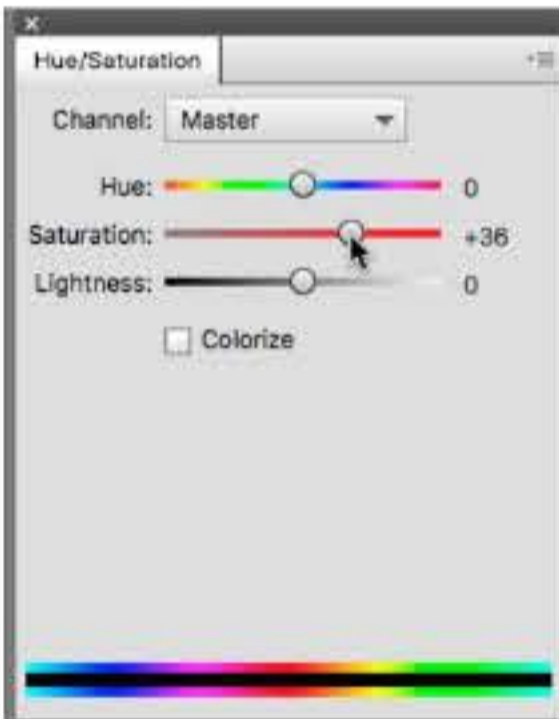 Hue/Saturation
Channel: Master
Hue: 0
Saturation: +36
Lightness: 0
Colorize